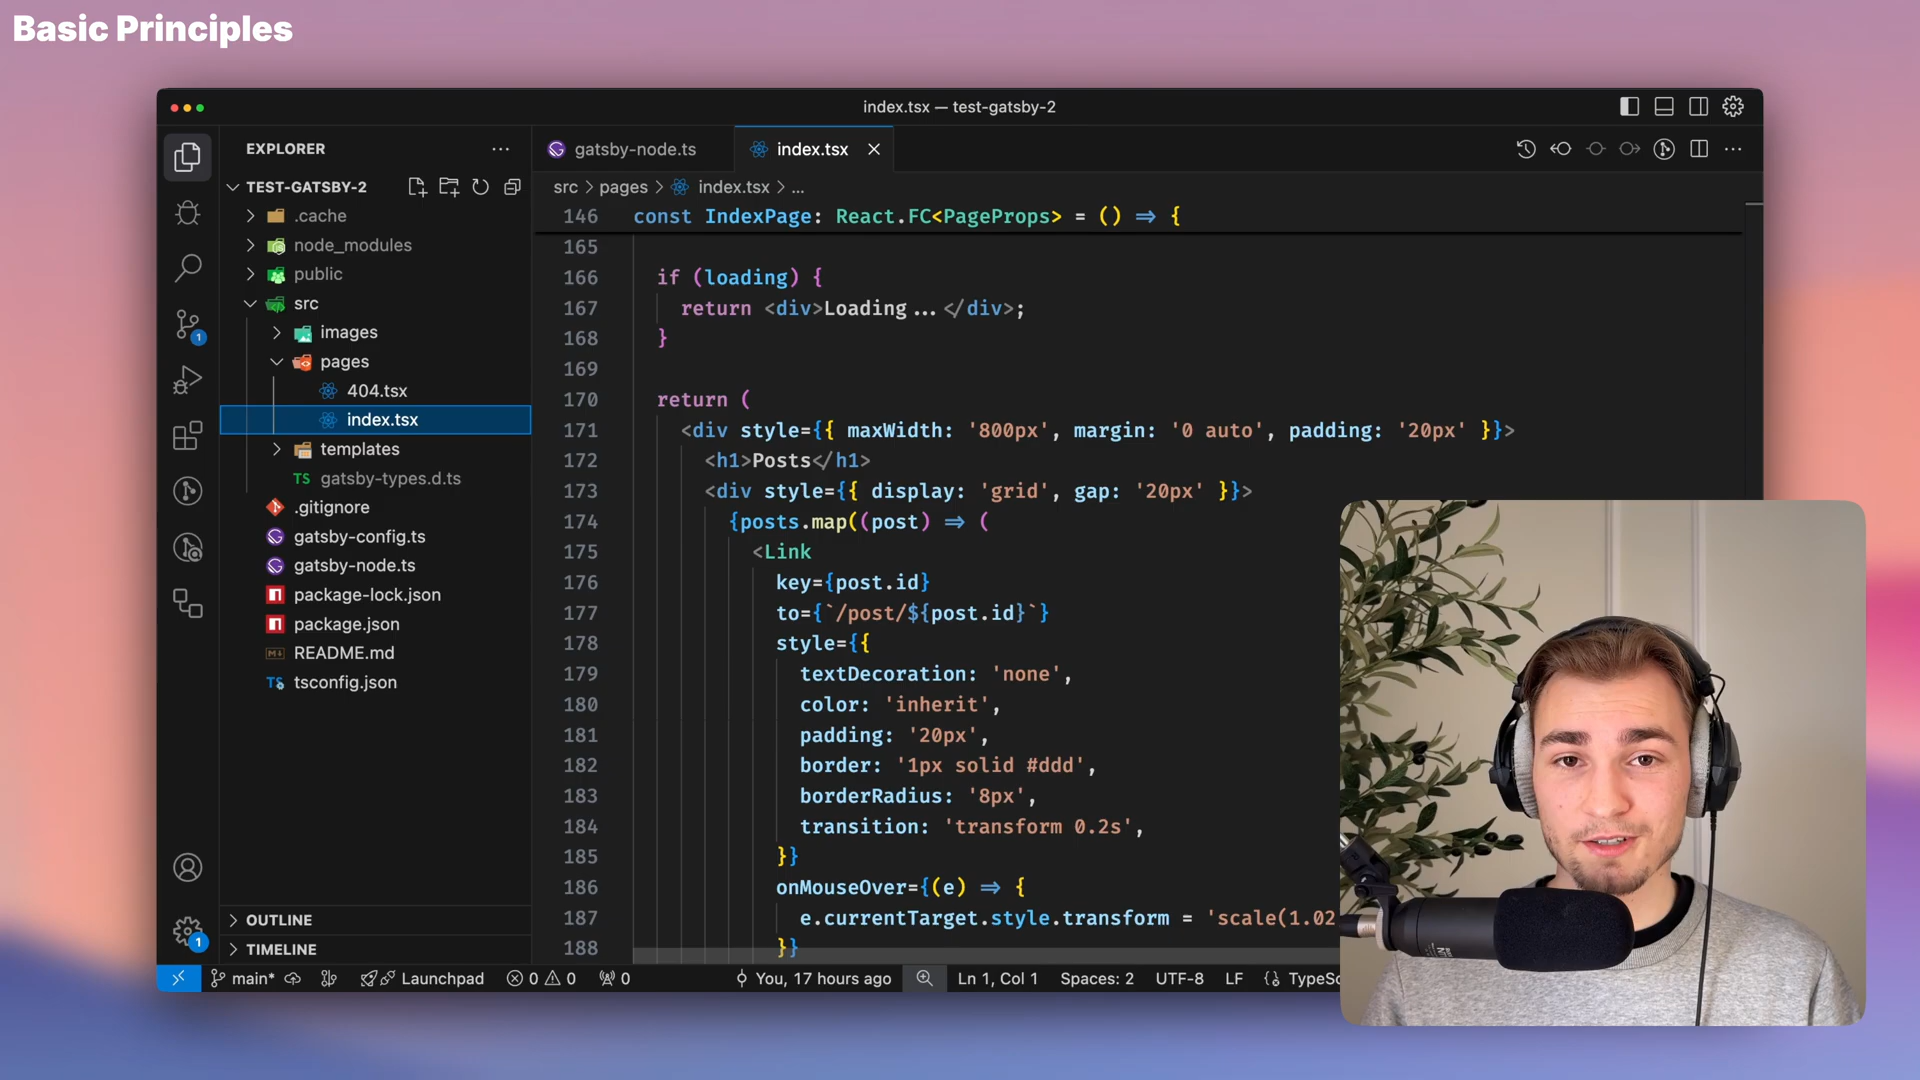 Basic Principles
index.tsx — test-gatsby-2
EXPLORER
TEST-GATSBY-2
.cache
node_modules
public
src
images
pages
404.tsx
index.tsx
templates
TS gatsby-types.d.ts
.gitignore
gatsby-config.ts
gatsby-node.ts
package-lock.json
package.json
README.md
TS tsconfig.json
OUTLINE
TIMELINE
1
1
gatsby-node.ts
index.tsx
src > pages > index.tsx > ...
146 const IndexPage: React.FC<PageProps> = () ⇒ {
165
166 if (loading) {
167 return <div>Loading...</div>;
168 }
169
170 return (
171 <div style={{ maxWidth: '800px', margin: '0 auto', padding: '20px' }}>
172 <h1>Posts</h1>
173 <div style={{ display: 'grid', gap: '20px' }}>
174 {posts.map((post) ⇒ (
175 <Link
176 key={post.id}
177 to={`/post/${post.id}`}
178 style={{
179 textDecoration: 'none',
180 color: 'inherit',
181 padding: '20px',
182 border: '1px solid #ddd',
183 borderRadius: '8px',
184 transition: 'transform 0.2s',
185 }}
186 onMouseOver={(e) ⇒ {
187 e.currentTarget.style.transform = 'scale(1.02
188 }}
main* Launchpad 0 0 0 You, 17 hours ago Ln 1, Col 1 Spaces: 2 UTF-8 LF {} TypeSc